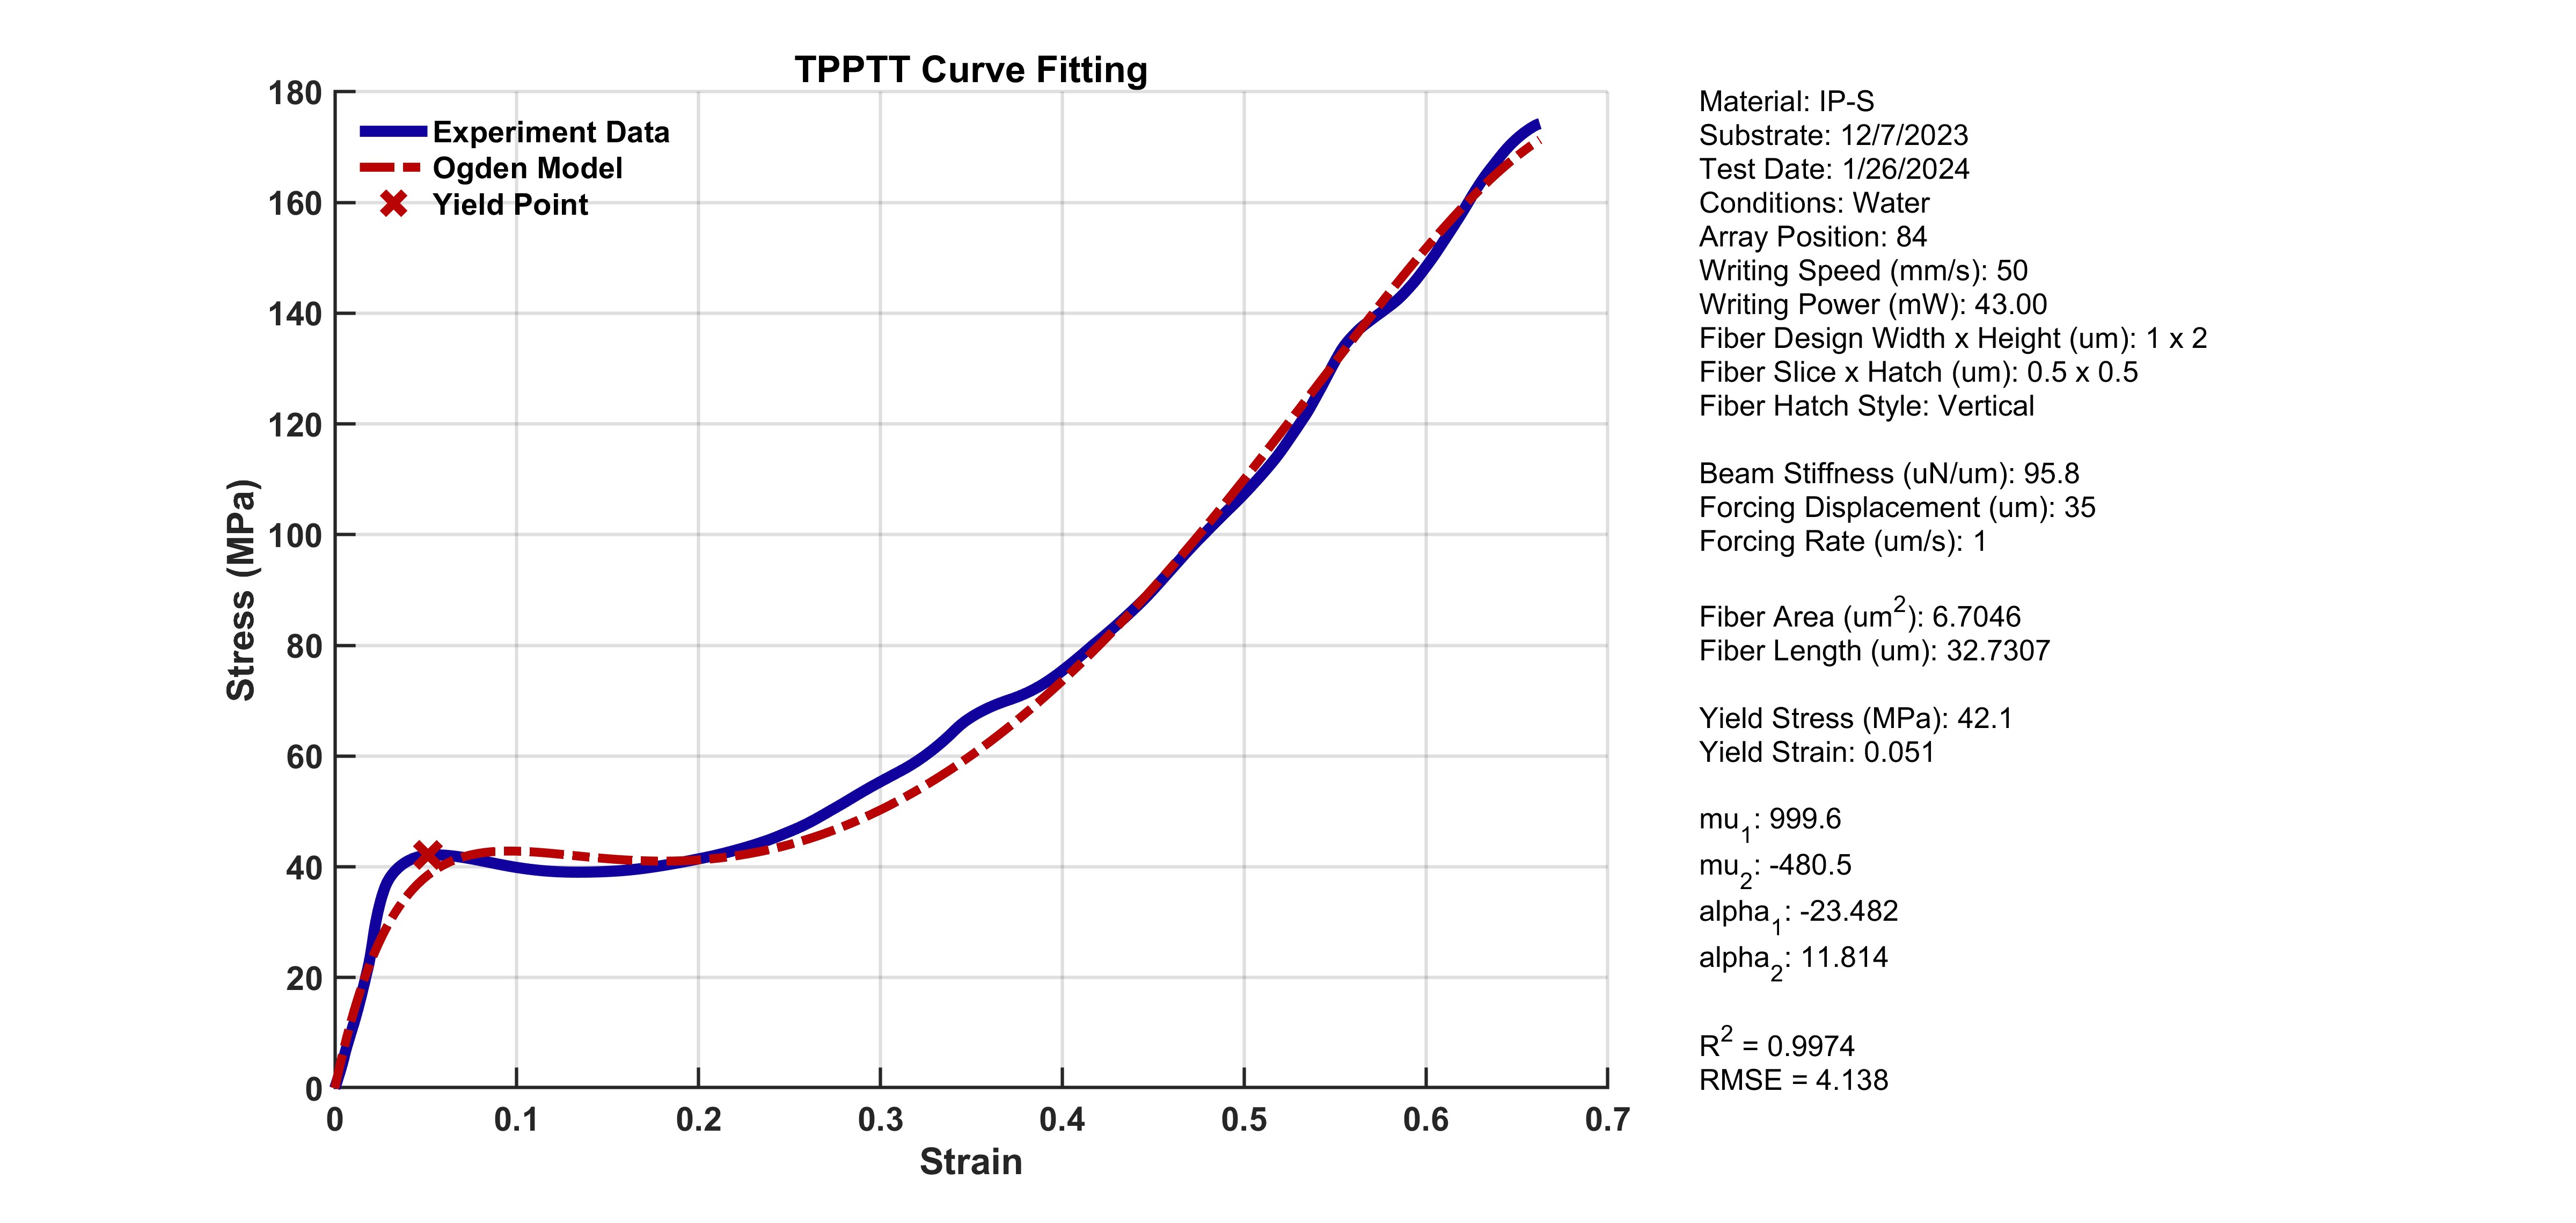 TPPTT Curve Fitting
Experiment Data
Ogden Model
Yield Point
180
160
140
120
100
80
60
40
20
0
Stress (MPa)
0 0.1 0.2 0.3 0.4 0.5 0.6 0.7
Strain
Material: IP-S
Substrate: 12/7/2023
Test Date: 1/26/2024
Conditions: Water
Array Position: 84
Writing Speed (mm/s): 50
Writing Power (mW): 43.00
Fiber Design Width x Height (um): 1 x 2
Fiber Slice x Hatch (um): 0.5 x 0.5
Fiber Hatch Style: Vertical
Beam Stiffness (uN/um): 95.8
Forcing Displacement (um): 35
Forcing Rate (um/s): 1
Fiber Area (um²): 6.7046
Fiber Length (um): 32.7307
Yield Stress (MPa): 42.1
Yield Strain: 0.051
mu₁: 999.6
mu₂: -480.5
alpha₁: -23.482
alpha₂: 11.814
R² = 0.9974
RMSE = 4.138